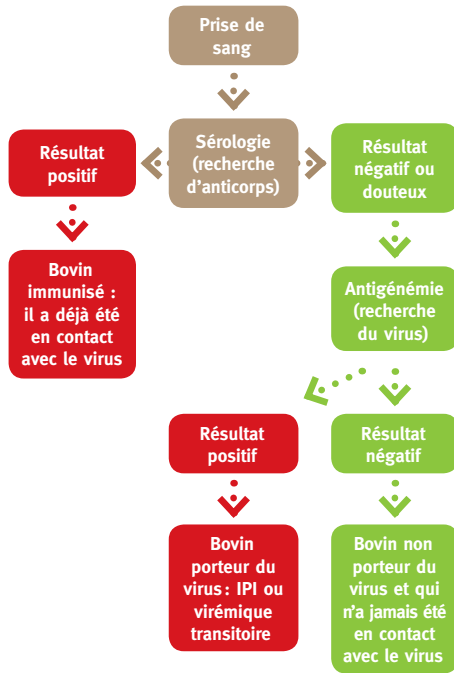 Prise de
sang
Sérologie
(recherche
d'anticorps)
Résultat
positif
Résultat
négatif ou
douteux
Bovin
immunisé :
il a déjà été
en contact
avec le virus
Antigénémie
(recherche
du virus)
Résultat
positif
Résultat
négatif
Bovin
porteur du
virus : IPI ou
virémique
transitoire
Bovin non
porteur du
virus et qui
n'a jamais été
en contact
avec le virus